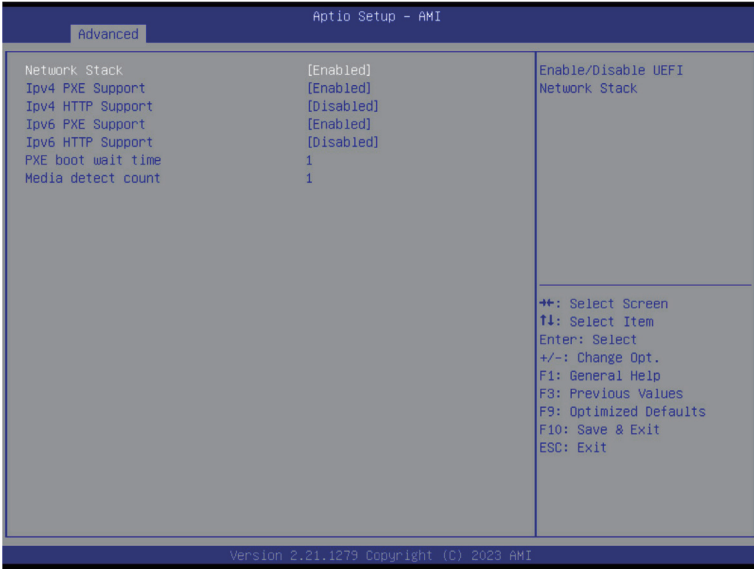 Aptio Setup – AMI
Advanced
Network Stack [Enabled]
Ipv4 PXE Support [Enabled]
Ipv4 HTTP Support [Disabled]
Ipv6 PXE Support [Enabled]
Ipv6 HTTP Support [Disabled]
PXE boot wait time 1
Media detect count 1
Enable/Disable UEFI
Network Stack
→←: Select Screen
↑↓: Select Item
Enter: Select
+/-: Change Opt.
F1: General Help
F3: Previous Values
F9: Optimized Defaults
F10: Save & Exit
ESC: Exit
Version 2.21.1279 Copyright (C) 2023 AMI